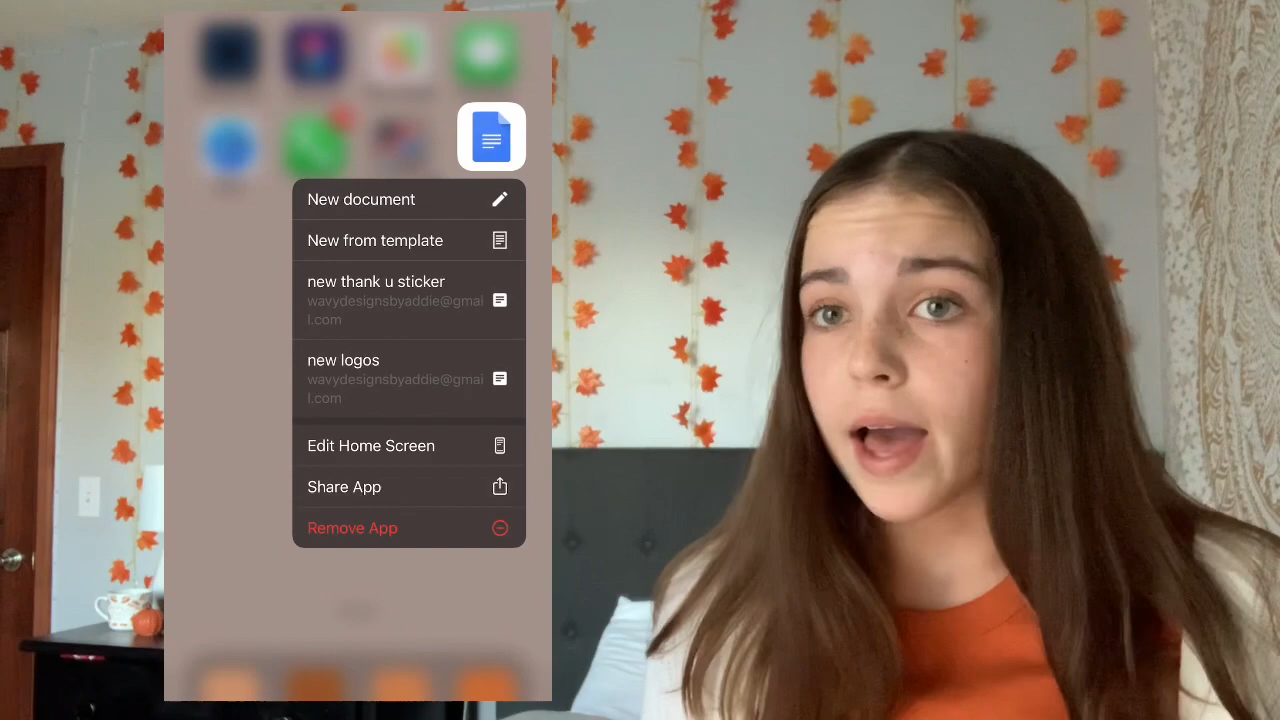 New document
New from template
new thank u sticker
wavydesignsbyaddie@gmai
l.com
new logos
wavydesignsbyaddie@gmai
l.com
Edit Home Screen
Share App
Remove App